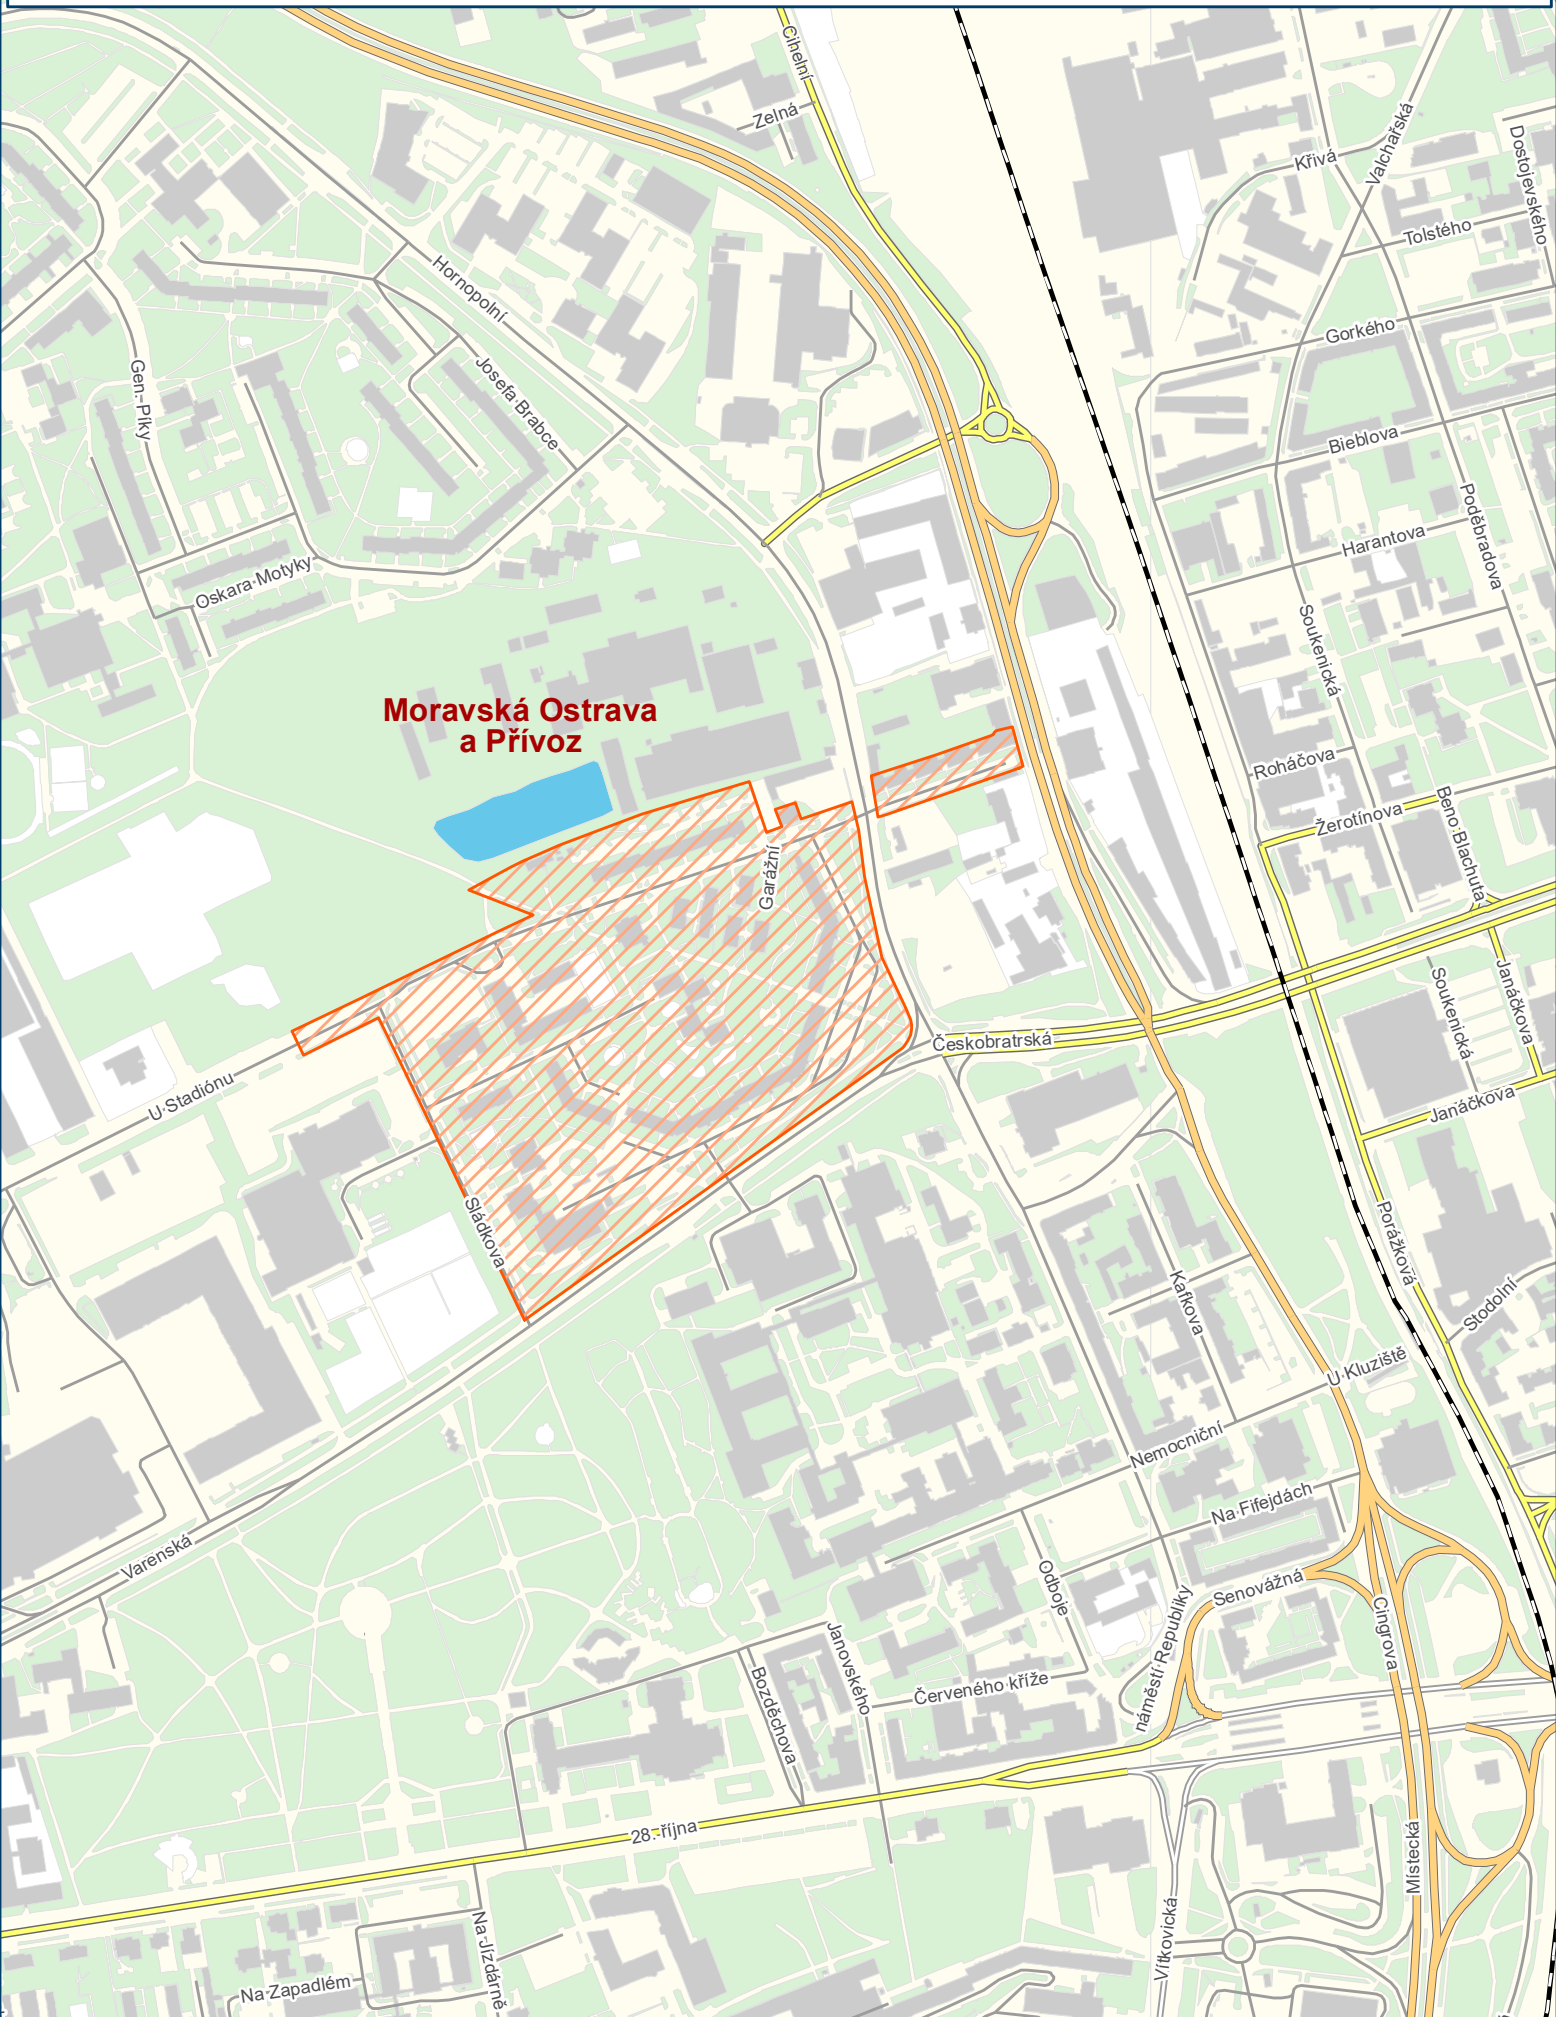 Cihelní
Zelná
Křivá
Valchařská
Dostojevského
Tolstého
Hornopolní
Gorkého
Gen. Píky
Josefa Brabce
Bieblova
Poděbradova
Harantova
Oskara Motyky
Soukenická
Moravská Ostrava
a Přívoz
Roháčova
Žerotínova
Beno Blachuta
Garážní
Českobratrská
Soukenická
Janáčkova
U Stadiónu
Janáčkova
Sládkova
Porážková
Kafkova
Stodolní
U Kluziště
Nemocniční
Na Fifejdách
Varenská
Odboje
Senovážná
náměstí Republiky
Cingrova
Janovského
Bozděchova
Červeného kříže
28. října
Místecká
Vítkovická
Na Jízdárně
Na Zapadlém